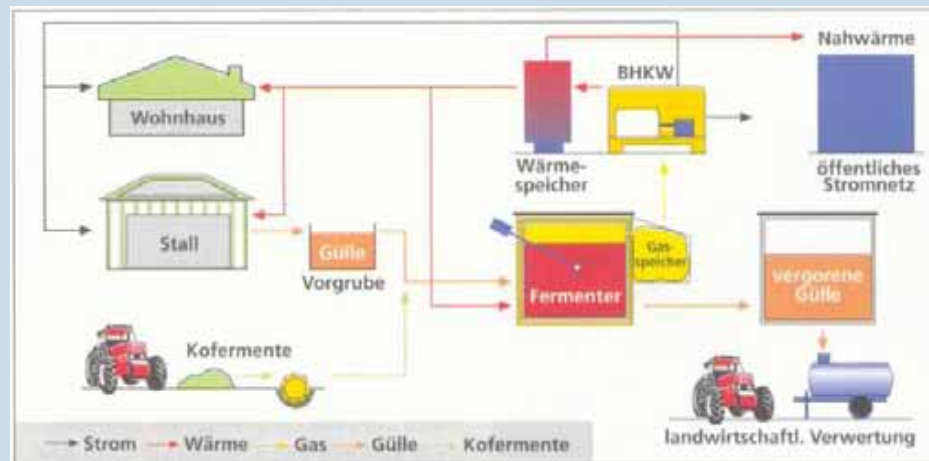 Nahwärme
BHKW
Wohnhaus
Wärme-
speicher
öffentliches
Stromnetz
Stall
Gülle
Vorgrube
Gas-
speicher
Fermenter
vergorene
Gülle
Kofermente
landwirtschaftl. Verwertung
Strom Wärme Gas Gülle Kofermente